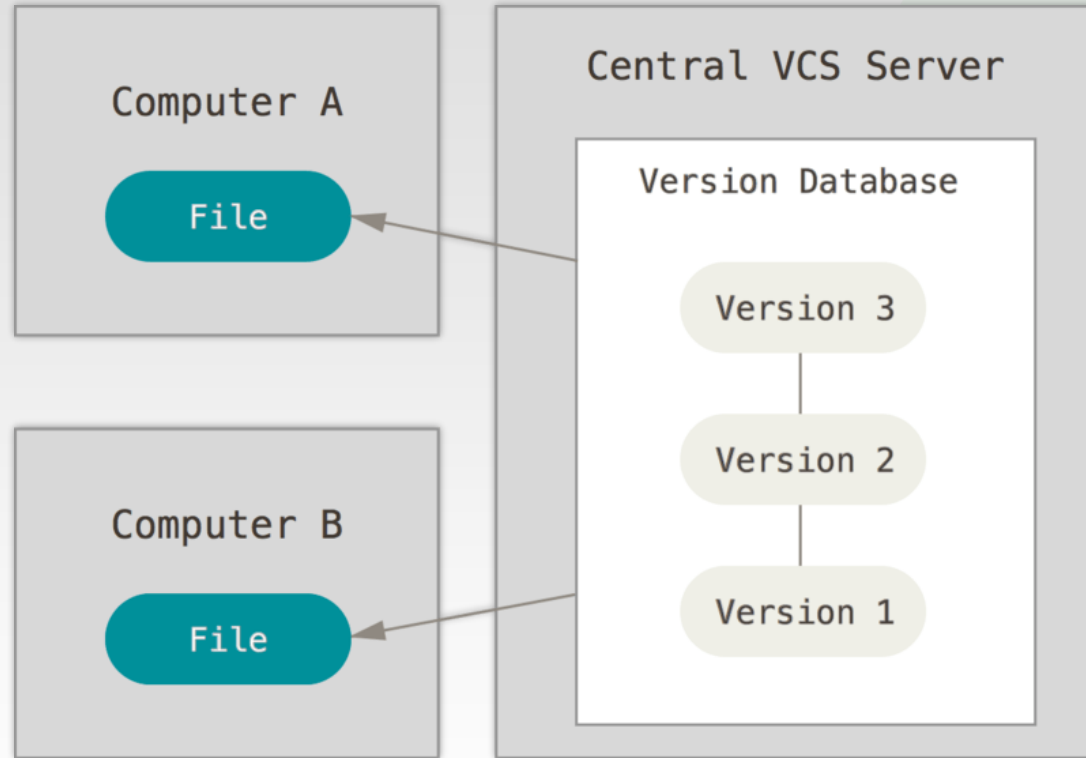 Computer A
File
Computer B
File
Central VCS Server
Version Database
Version 3
Version 2
Version 1